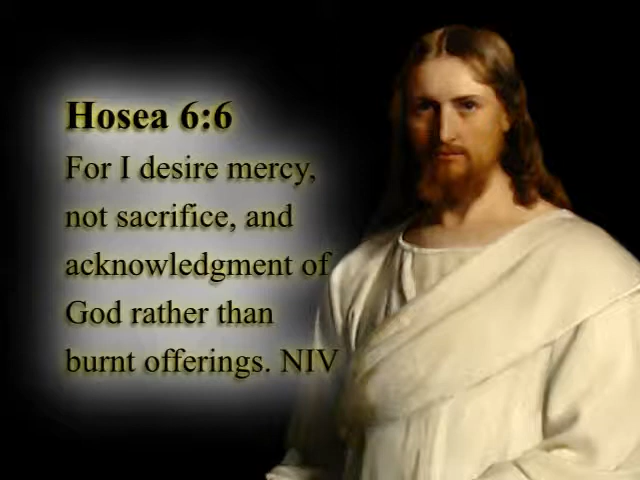 Hosea 6:6
For I desire mercy,
not sacrifice, and
acknowledgment of
God rather than
burnt offerings. NIV